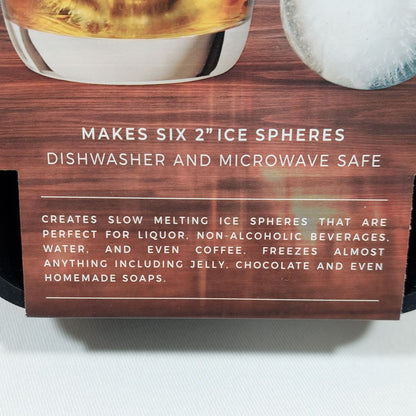 MAKES SIX 2” ICE SPHERES
DISHWASHER AND MICROWAVE SAFE
CREATES SLOW MELTING ICE SPHERES THAT ARE
PERFECT FOR LIQUOR, NON-ALCOHOLIC BEVERAGES,
WATER, AND EVEN COFFEE. FREEZES ALMOST
ANYTHING INCLUDING JELLY, CHOCOLATE AND EVEN
HOMEMADE SOAPS.